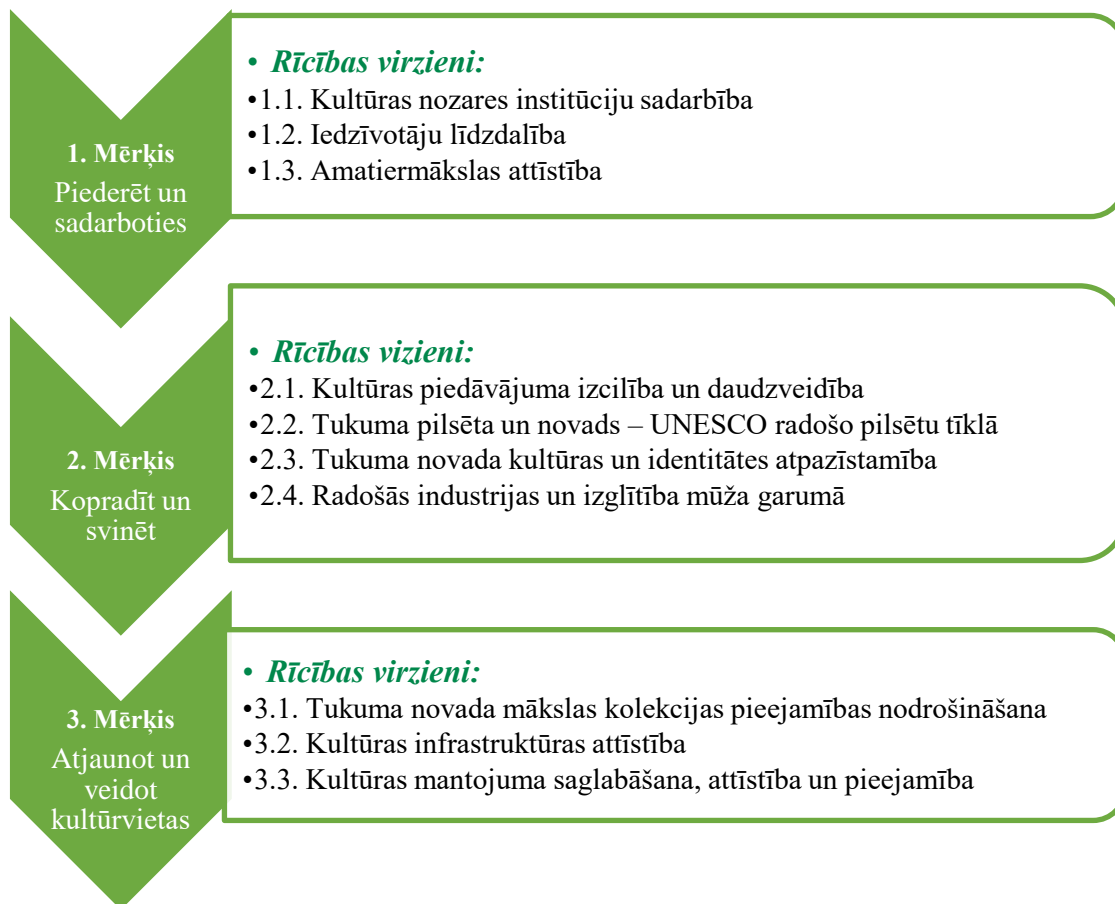 1. Mērķis
Piederēt un
sadarboties
• Rīcības virzieni:
•1.1. Kultūras nozares institūciju sadarbība
•1.2. Iedzīvotāju līdzdalība
•1.3. Amatiermākslas attīstība
2. Mērķis
Kopradīt un
svinēt
• Rīcības vizieni:
•2.1. Kultūras piedāvājuma izcilība un daudzveidība
•2.2. Tukuma pilsēta un novads – UNESCO radošo pilsētu tīklā
•2.3. Tukuma novada kultūras un identitātes atpazīstamība
•2.4. Radošās industrijas un izglītība mūža garumā
3. Mērķis
Atjaunot un
veidot
kultūrvietas
• Rīcības virzieni:
•3.1. Tukuma novada mākslas kolekcijas pieejamības nodrošināšana
•3.2. Kultūras infrastruktūras attīstība
•3.3. Kultūras mantojuma saglabāšana, attīstība un pieejamība